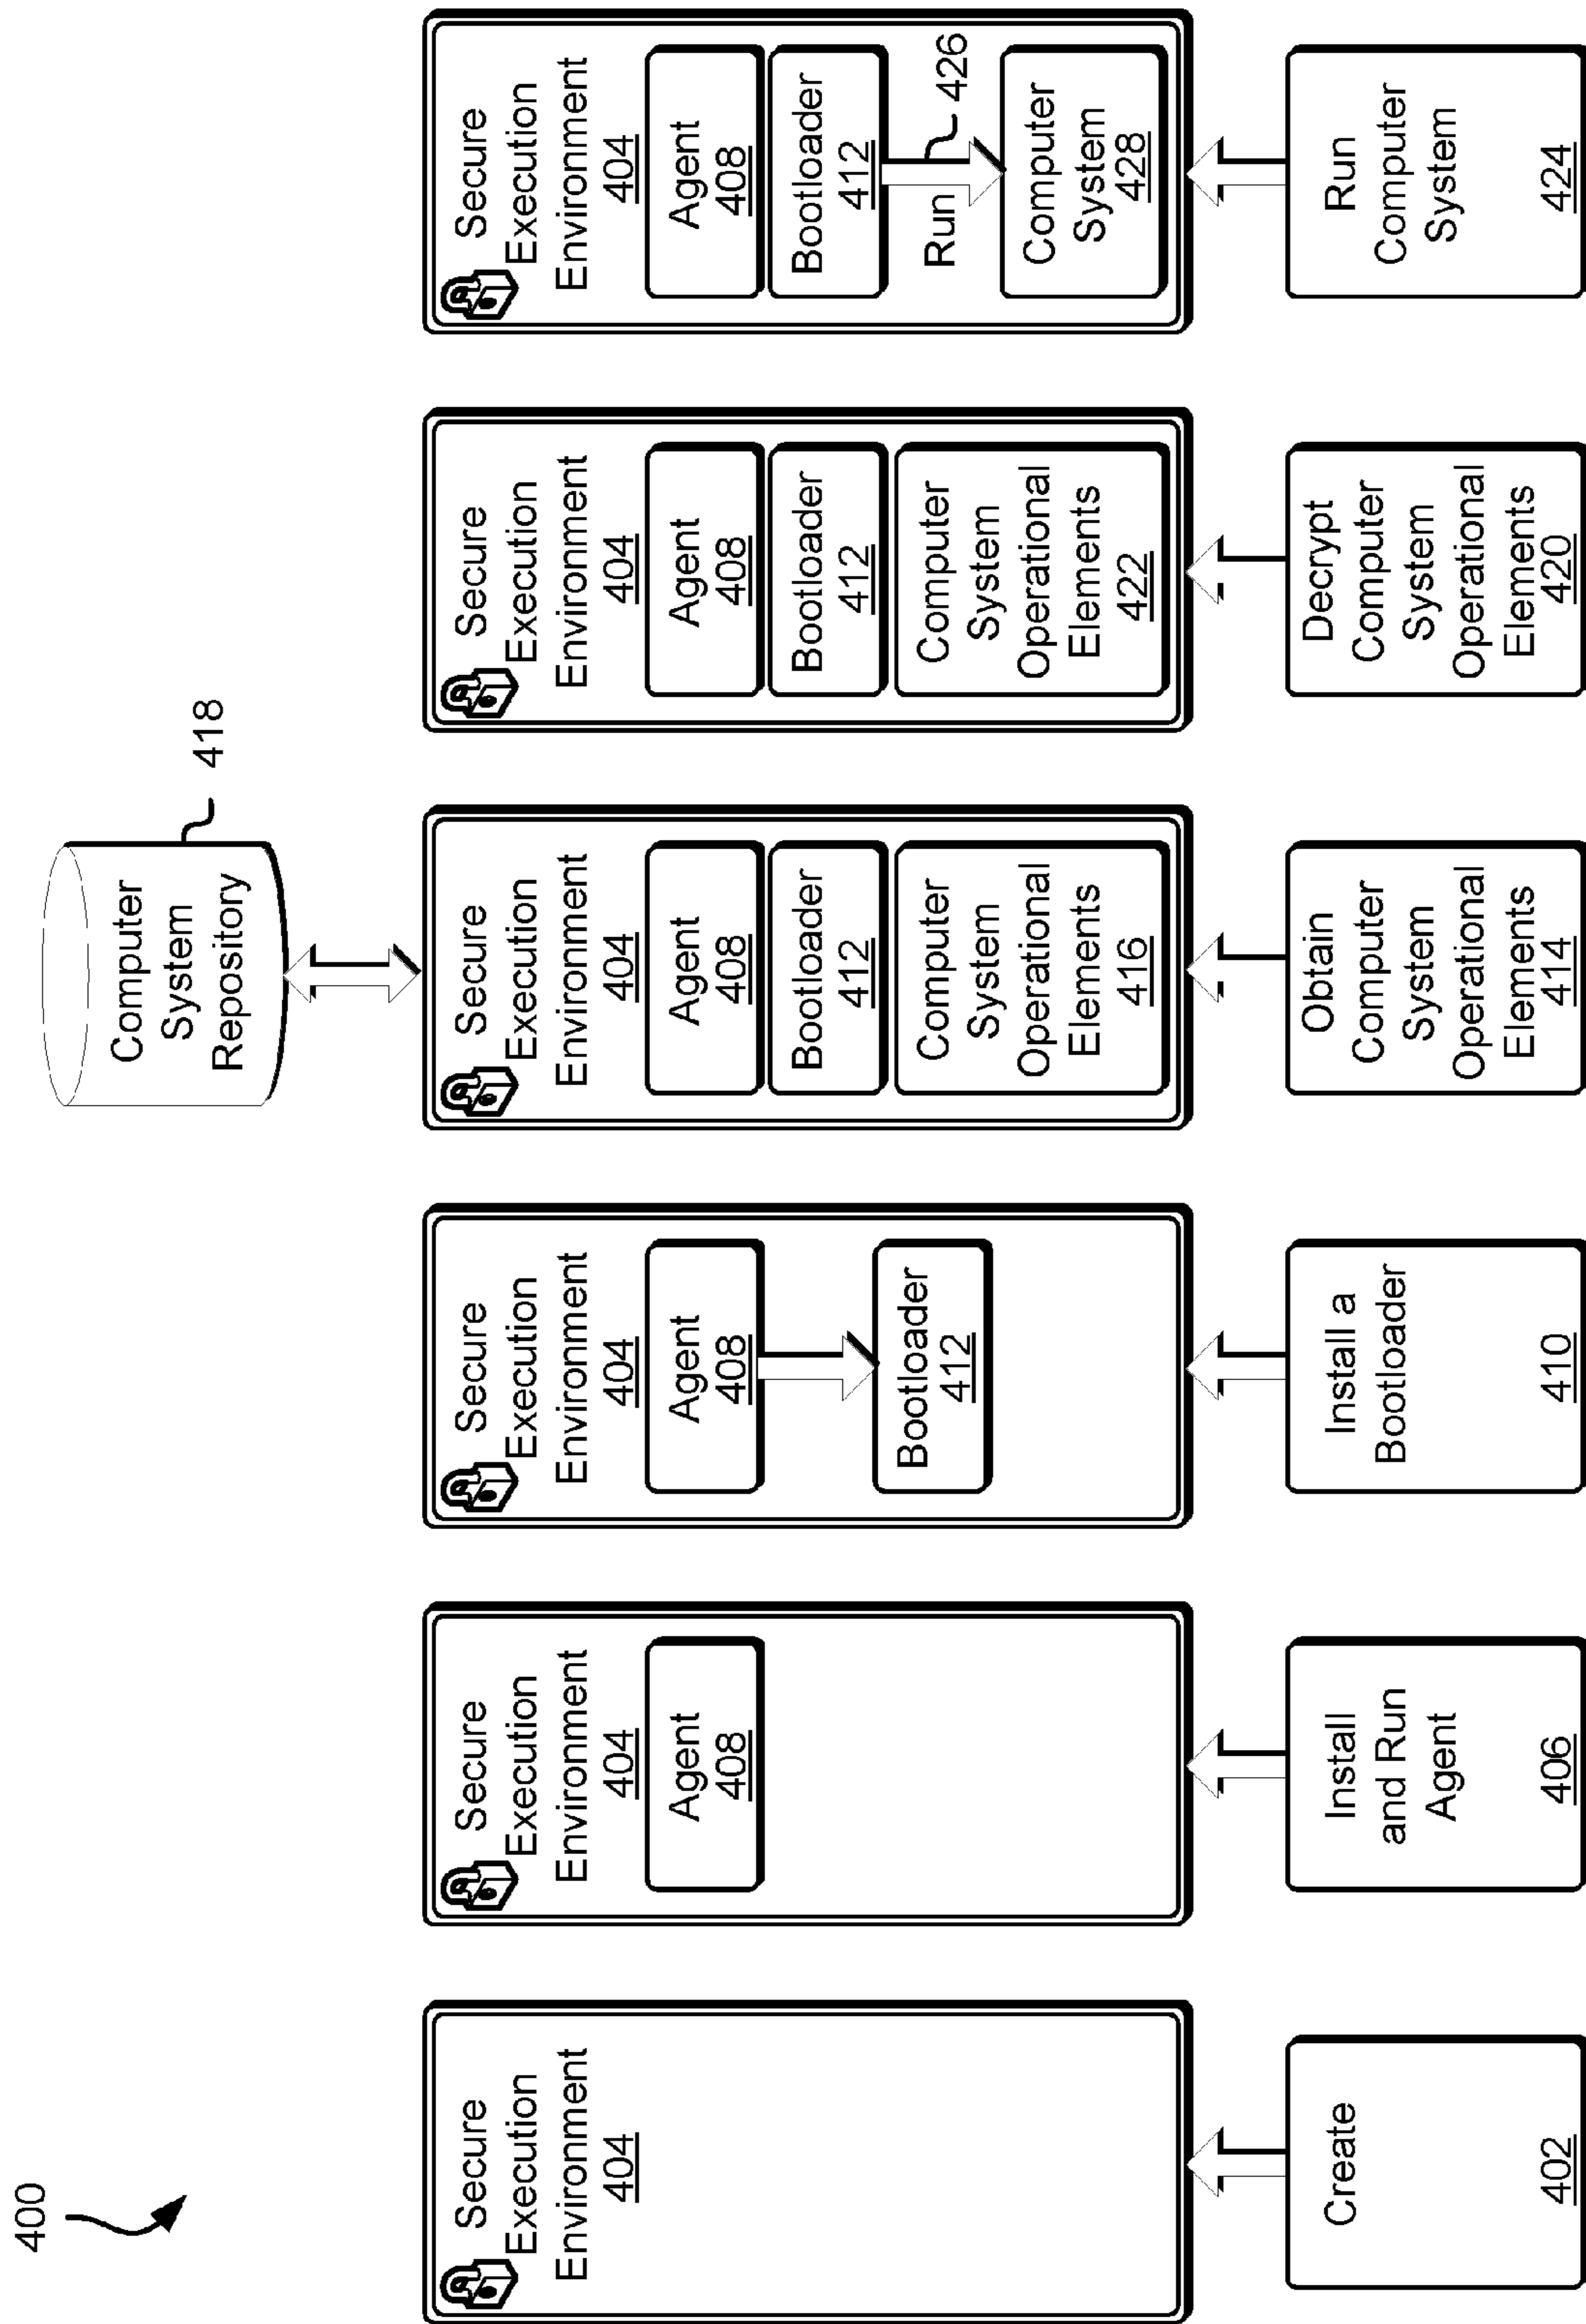 400
Computer
System
Repository
418
Secure
Execution
Environment
404
Secure
Execution
Environment
404
Agent
408
Secure
Execution
Environment
404
Agent
408
Bootloader
412
Secure
Execution
Environment
404
Agent
408
Bootloader
412
Computer
System
Operational
Elements
416
Secure
Execution
Environment
404
Agent
408
Bootloader
412
Computer
System
Operational
Elements
422
Secure
Execution
Environment
404
Agent
408
Bootloader
412
Run
426
Computer
System
428
Create
402
Install
and Run
Agent
406
Install a
Bootloader
410
Obtain
Computer
System
Operational
Elements
414
Decrypt
Computer
System
Operational
Elements
420
Run
Computer
System
424